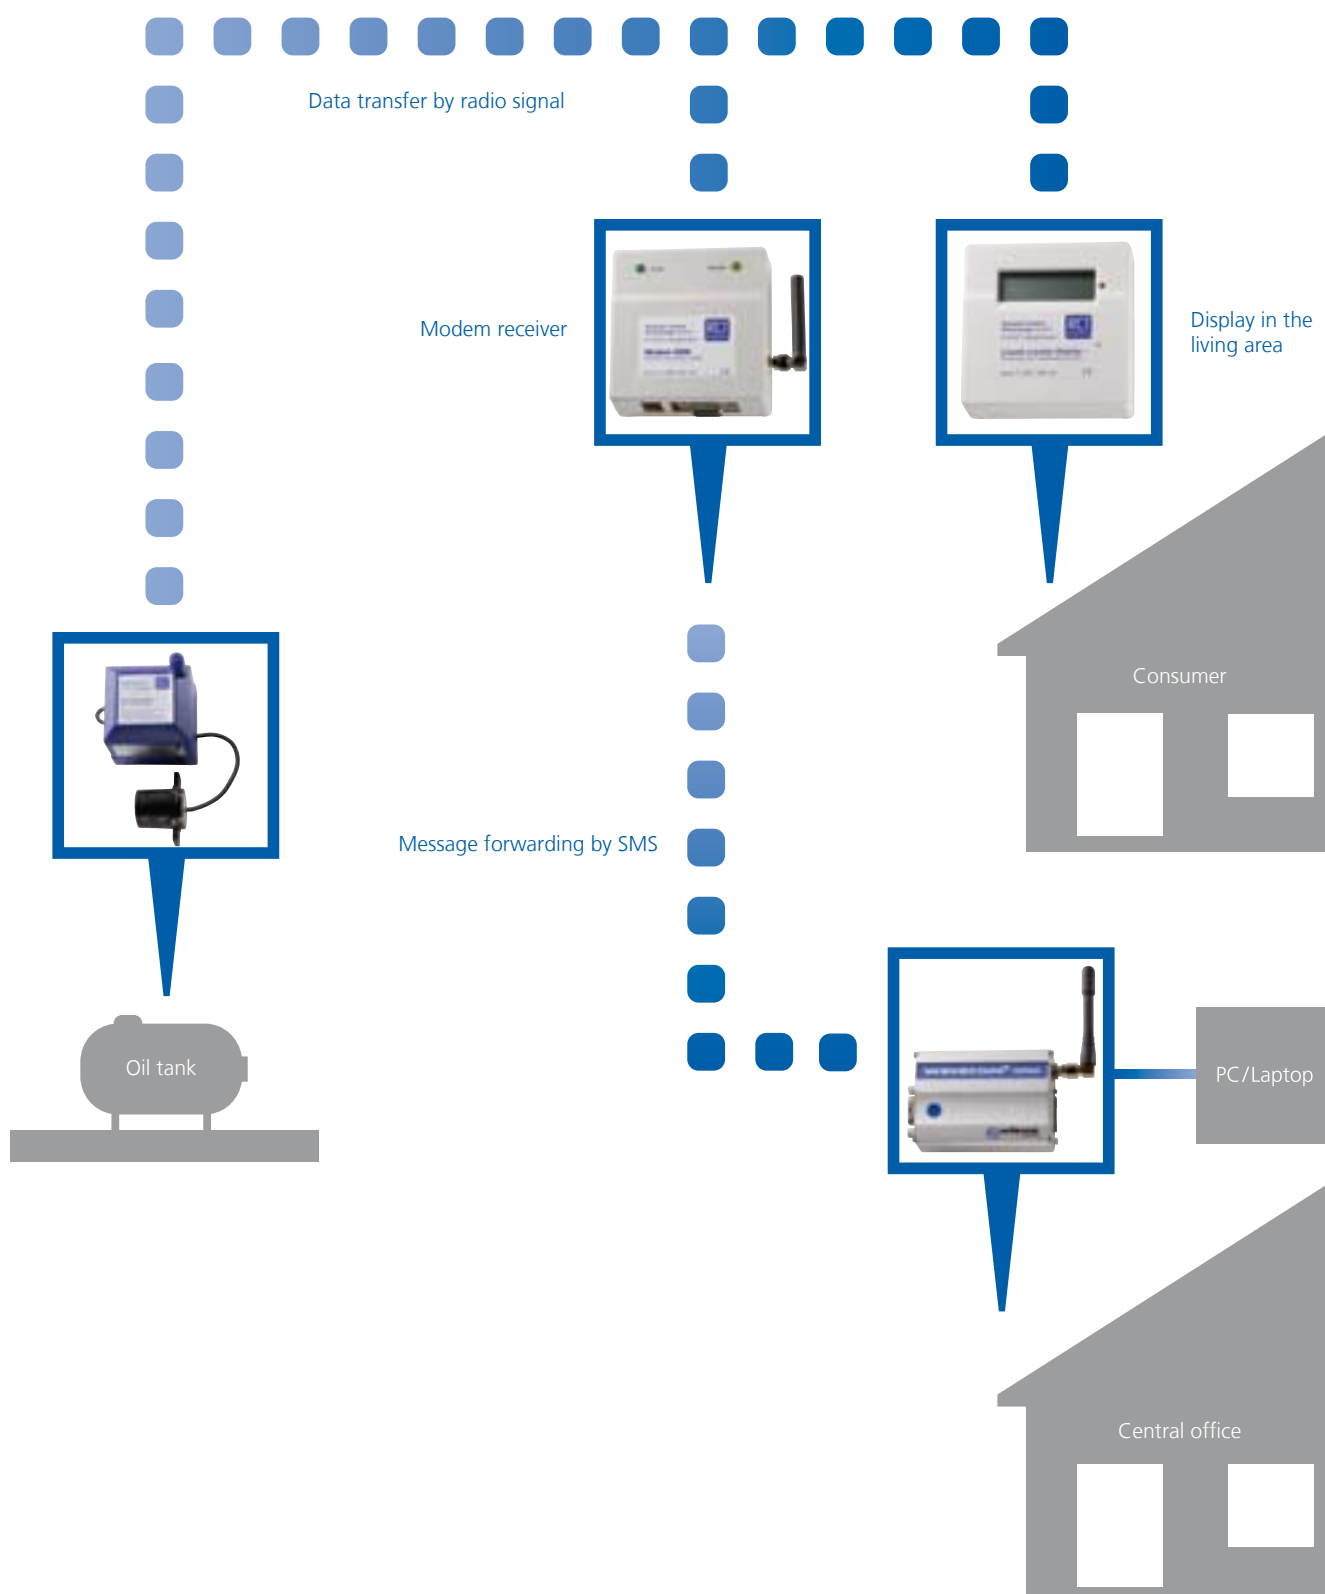 Data transfer by radio signal
Modem receiver
Display in the
living area
Consumer
Message forwarding by SMS
Oil tank
PC/Laptop
Central office